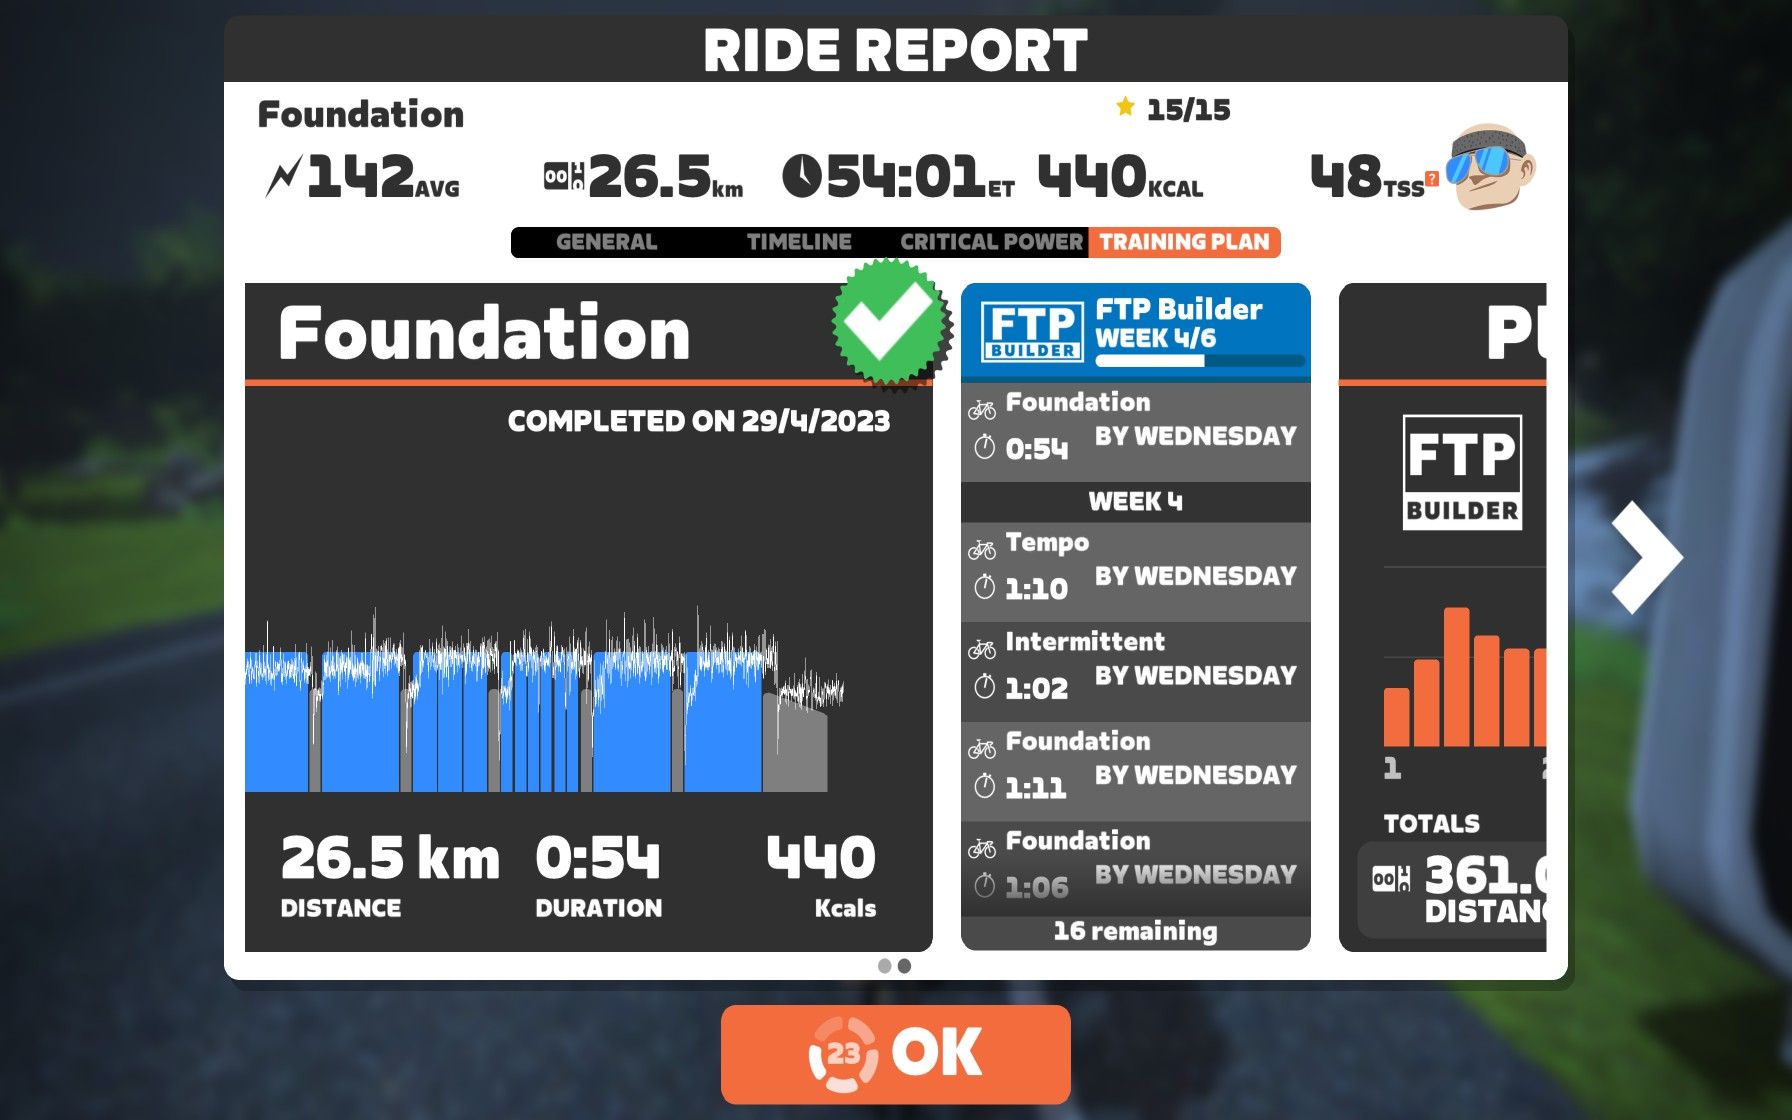 RIDE REPORT
Foundation
15/15
142AVG
26.5km
54:01ET
440KCAL
48TSS?
GENERAL TIMELINE CRITICAL POWER TRAINING PLAN
Foundation
COMPLETED ON 29/4/2023
26.5 km 0:54 440
DISTANCE DURATION Kcals
FTP
BUILDER
FTP Builder
WEEK 4/6
Foundation
BY WEDNESDAY
0:54
WEEK 4
Tempo
BY WEDNESDAY
1:10
Intermittent
BY WEDNESDAY
1:02
Foundation
BY WEDNESDAY
1:11
Foundation
BY WEDNESDAY
1:06
16 remaining
FTP
BUILDER
1
TOTALS
23 OK